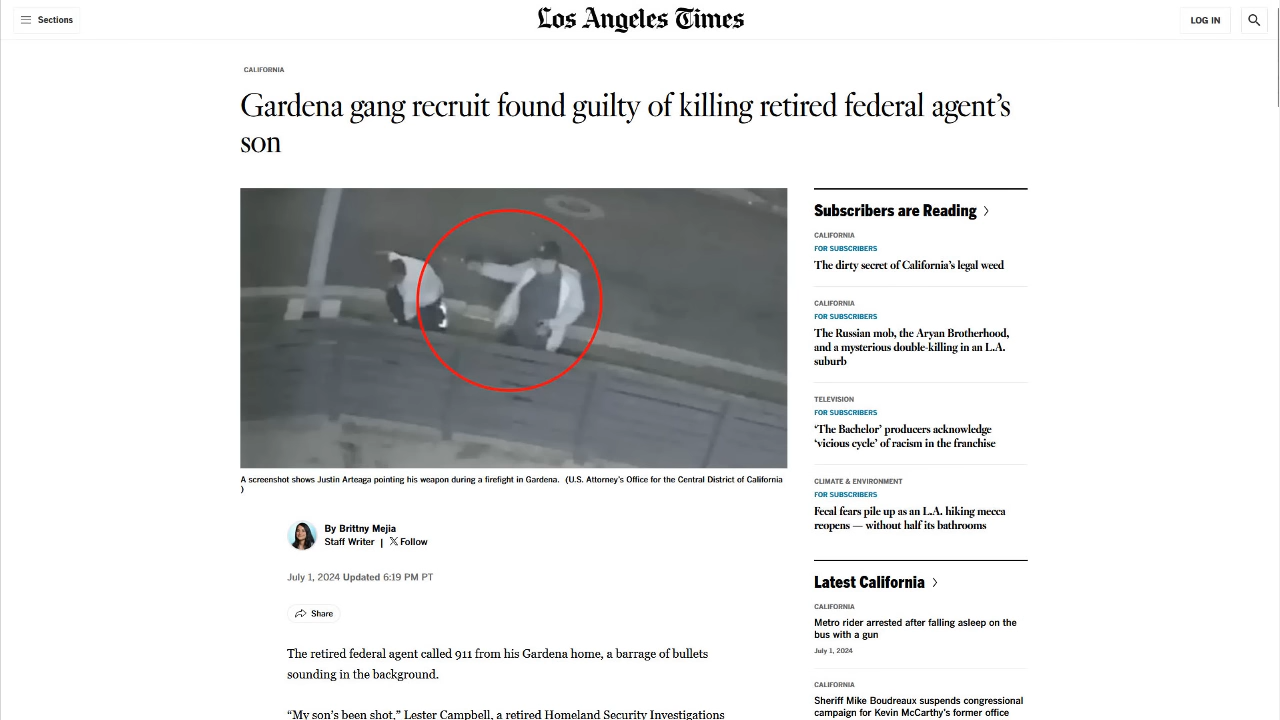 Sections
Los Angeles Times
LOG IN
CALIFORNIA
Gardena gang recruit found guilty of killing retired federal agent’s
son
A screenshot shows Justin Arteaga pointing his weapon during a firefight in Gardena. (U.S. Attorney’s Office for the Central District of California
)
By Brittny Mejia
Staff Writer | X Follow
July 1, 2024 Updated 6:19 PM PT
Share
The retired federal agent called 911 from his Gardena home, a barrage of bullets
sounding in the background.
“My son’s been shot,” Lester Campbell, a retired Homeland Security Investigations
Subscribers are Reading
CALIFORNIA
FOR SUBSCRIBERS
The dirty secret of California’s legal weed
CALIFORNIA
FOR SUBSCRIBERS
The Russian mob, the Aryan Brotherhood,
and a mysterious double-killing in an L.A.
suburb
TELEVISION
FOR SUBSCRIBERS
‘The Bachelor’ producers acknowledge
‘vicious cycle’ of racism in the franchise
CLIMATE & ENVIRONMENT
FOR SUBSCRIBERS
Fecal fears pile up as an L.A. hiking mecca
reopens — without half its bathrooms
Latest California
CALIFORNIA
Metro rider arrested after falling asleep on the
bus with a gun
July 1, 2024
CALIFORNIA
Sheriff Mike Boudreaux suspends congressional
campaign for Kevin McCarthy’s former office